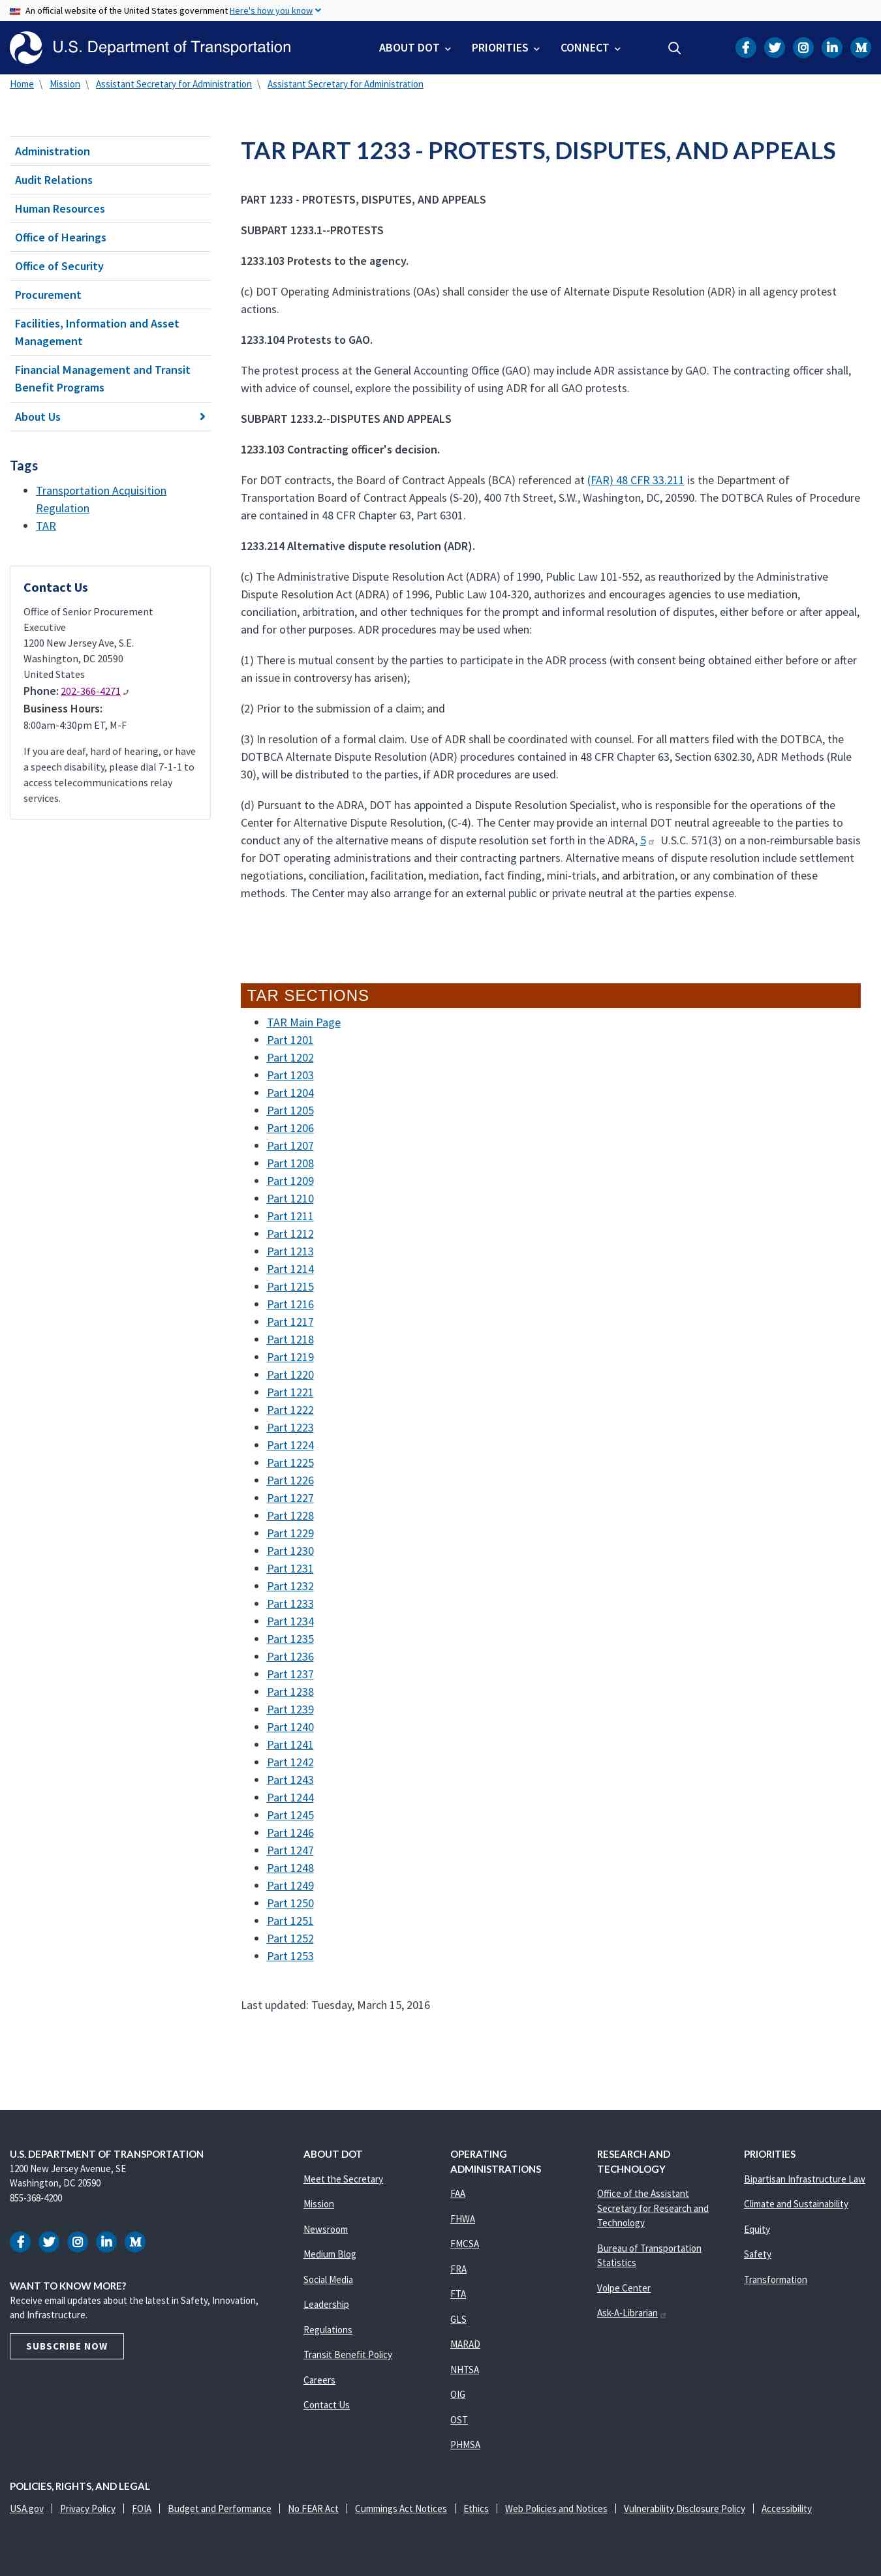 An official website of the United States government Here's how you know
U.S. Department of Transportation
ABOUT DOT
PRIORITIES
CONNECT
Home \ Mission \ Assistant Secretary for Administration \ Assistant Secretary for Administration
Administration
Audit Relations
Human Resources
Office of Hearings
Office of Security
Procurement
Facilities, Information and Asset
Management
Financial Management and Transit
Benefit Programs
About Us
Tags
Transportation Acquisition
Regulation
TAR
Contact Us
Office of Senior Procurement
Executive
1200 New Jersey Ave, S.E.
Washington, DC 20590
United States
Phone: 202-366-4271
Business Hours:
8:00am-4:30pm ET, M-F
If you are deaf, hard of hearing, or have
a speech disability, please dial 7-1-1 to
access telecommunications relay
services.
TAR PART 1233 - PROTESTS, DISPUTES, AND APPEALS
PART 1233 - PROTESTS, DISPUTES, AND APPEALS
SUBPART 1233.1--PROTESTS
1233.103 Protests to the agency.
(c) DOT Operating Administrations (OAs) shall consider the use of Alternate Dispute Resolution (ADR) in all agency protest
actions.
1233.104 Protests to GAO.
The protest process at the General Accounting Office (GAO) may include ADR assistance by GAO. The contracting officer shall,
with advice of counsel, explore the possibility of using ADR for all GAO protests.
SUBPART 1233.2--DISPUTES AND APPEALS
1233.103 Contracting officer's decision.
For DOT contracts, the Board of Contract Appeals (BCA) referenced at (FAR) 48 CFR 33.211 is the Department of
Transportation Board of Contract Appeals (S-20), 400 7th Street, S.W., Washington, DC, 20590. The DOTBCA Rules of Procedure
are contained in 48 CFR Chapter 63, Part 6301.
1233.214 Alternative dispute resolution (ADR).
(c) The Administrative Dispute Resolution Act (ADRA) of 1990, Public Law 101-552, as reauthorized by the Administrative
Dispute Resolution Act (ADRA) of 1996, Public Law 104-320, authorizes and encourages agencies to use mediation,
conciliation, arbitration, and other techniques for the prompt and informal resolution of disputes, either before or after appeal,
and for other purposes. ADR procedures may be used when:
(1) There is mutual consent by the parties to participate in the ADR process (with consent being obtained either before or after
an issue in controversy has arisen);
(2) Prior to the submission of a claim; and
(3) In resolution of a formal claim. Use of ADR shall be coordinated with counsel. For all matters filed with the DOTBCA, the
DOTBCA Alternate Dispute Resolution (ADR) procedures contained in 48 CFR Chapter 63, Section 6302.30, ADR Methods (Rule
30), will be distributed to the parties, if ADR procedures are used.
(d) Pursuant to the ADRA, DOT has appointed a Dispute Resolution Specialist, who is responsible for the operations of the
Center for Alternative Dispute Resolution, (C-4). The Center may provide an internal DOT neutral agreeable to the parties to
conduct any of the alternative means of dispute resolution set forth in the ADRA, 5 U.S.C. 571(3) on a non-reimbursable basis
for DOT operating administrations and their contracting partners. Alternative means of dispute resolution include settlement
negotiations, conciliation, facilitation, mediation, fact finding, mini-trials, and arbitration, or any combination of these
methods. The Center may also arrange for an external public or private neutral at the parties expense.
TAR SECTIONS
TAR Main Page
Part 1201
Part 1202
Part 1203
Part 1204
Part 1205
Part 1206
Part 1207
Part 1208
Part 1209
Part 1210
Part 1211
Part 1212
Part 1213
Part 1214
Part 1215
Part 1216
Part 1217
Part 1218
Part 1219
Part 1220
Part 1221
Part 1222
Part 1223
Part 1224
Part 1225
Part 1226
Part 1227
Part 1228
Part 1229
Part 1230
Part 1231
Part 1232
Part 1233
Part 1234
Part 1235
Part 1236
Part 1237
Part 1238
Part 1239
Part 1240
Part 1241
Part 1242
Part 1243
Part 1244
Part 1245
Part 1246
Part 1247
Part 1248
Part 1249
Part 1250
Part 1251
Part 1252
Part 1253
Last updated: Tuesday, March 15, 2016
U.S. DEPARTMENT OF TRANSPORTATION
1200 New Jersey Avenue, SE
Washington, DC 20590
855-368-4200
WANT TO KNOW MORE?
Receive email updates about the latest in Safety, Innovation,
and Infrastructure.
SUBSCRIBE NOW
ABOUT DOT
Meet the Secretary
Mission
Newsroom
Medium Blog
Social Media
Leadership
Regulations
Transit Benefit Policy
Careers
Contact Us
OPERATING
ADMINISTRATIONS
FAA
FHWA
FMCSA
FRA
FTA
GLS
MARAD
NHTSA
OIG
OST
PHMSA
RESEARCH AND
TECHNOLOGY
Office of the Assistant
Secretary for Research and
Technology
Bureau of Transportation
Statistics
Volpe Center
Ask-A-Librarian
PRIORITIES
Bipartisan Infrastructure Law
Climate and Sustainability
Equity
Safety
Transformation
POLICIES, RIGHTS, AND LEGAL
USA.gov | Privacy Policy | FOIA | Budget and Performance | No FEAR Act | Cummings Act Notices | Ethics | Web Policies and Notices | Vulnerability Disclosure Policy | Accessibility